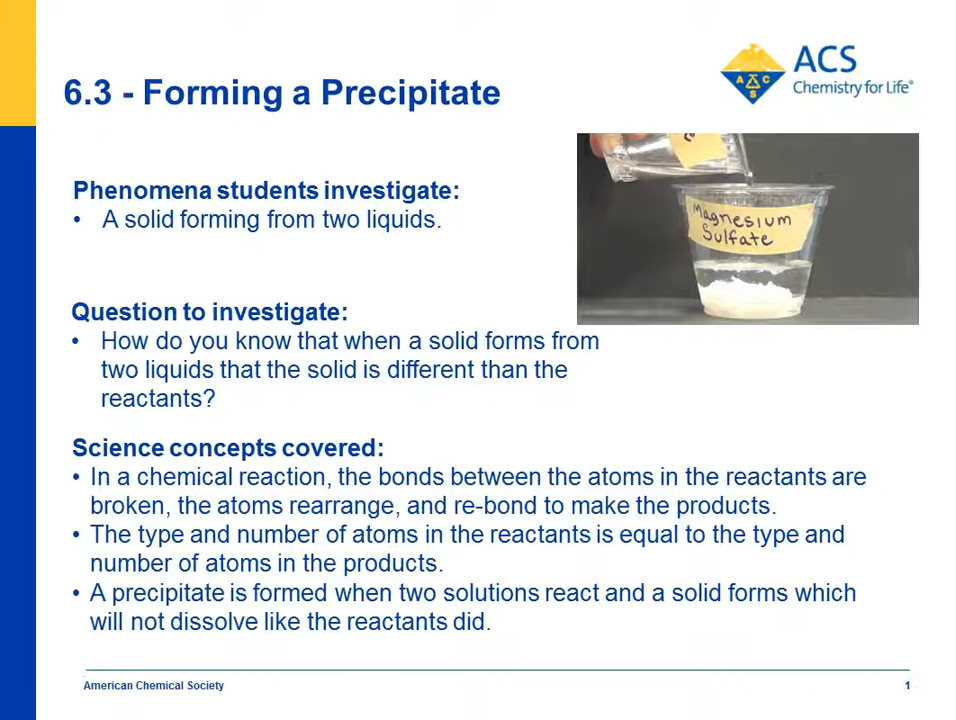 6.3 - Forming a Precipitate
ACS
Chemistry for Life®
A C
S
Phenomena students investigate:
• A solid forming from two liquids.
Magnesium
Sulfate
Question to investigate:
• How do you know that when a solid forms from
two liquids that the solid is different than the
reactants?
Science concepts covered:
• In a chemical reaction, the bonds between the atoms in the reactants are
broken, the atoms rearrange, and re-bond to make the products.
• The type and number of atoms in the reactants is equal to the type and
number of atoms in the products.
• A precipitate is formed when two solutions react and a solid forms which
will not dissolve like the reactants did.
American Chemical Society
1